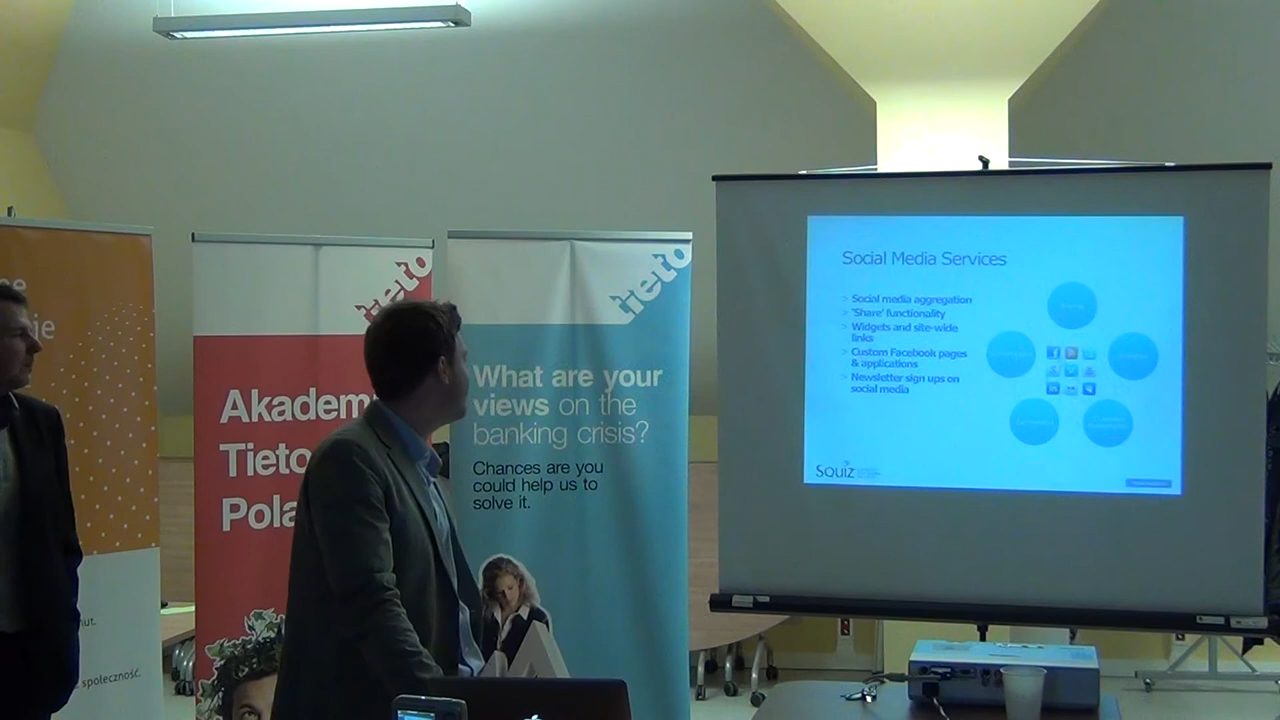 ie
ut.
społeczność.
tieto
Akadem
Tieto
Pola
tieto
What are your
views on the
banking crisis?
Chances are you
could help us to
solve it.
Social Media Services
> Social media aggregation
> 'Share' functionality
> Widgets and site-wide
links
> Custom Facebook pages
& applications
> Newsletter sign ups on
social media
Squiz